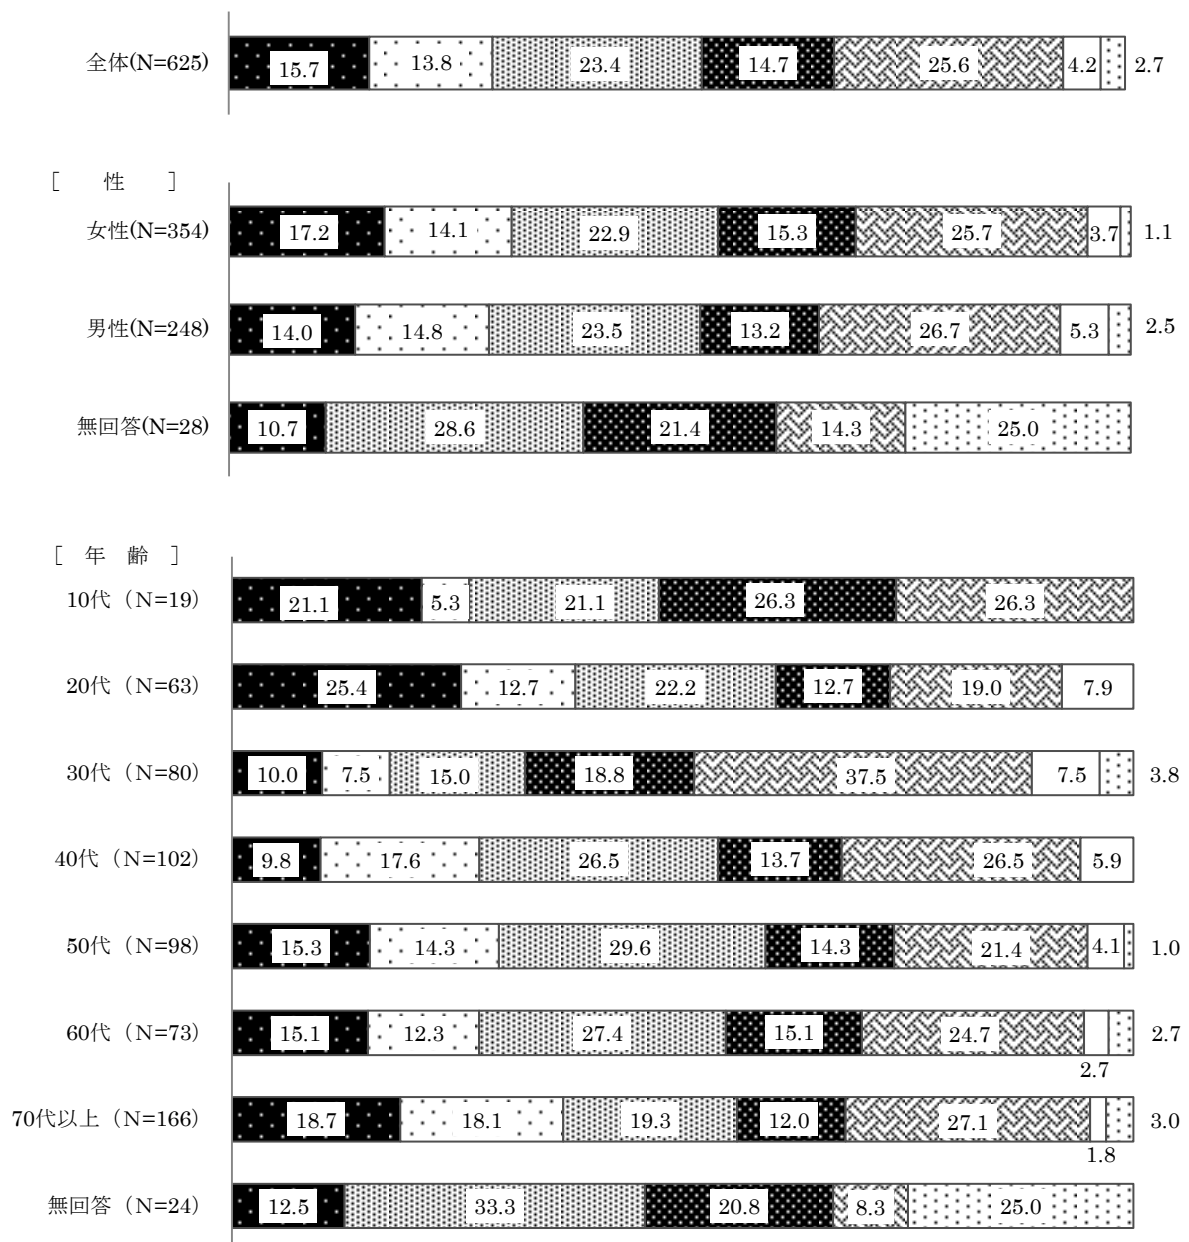 全体(N=625) 15.7 13.8 23.4 14.7 25.6 4.2 2.7
［ 性 ］
女性(N=354) 17.2 14.1 22.9 15.3 25.7 3.7 1.1
男性(N=248) 14.0 14.8 23.5 13.2 26.7 5.3 2.5
無回答(N=28) 10.7 28.6 21.4 14.3 25.0
［ 年 齢 ］
10代（N=19） 21.1 5.3 21.1 26.3 26.3
20代（N=63） 25.4 12.7 22.2 12.7 19.0 7.9
30代（N=80） 10.0 7.5 15.0 18.8 37.5 7.5 3.8
40代（N=102） 9.8 17.6 26.5 13.7 26.5 5.9
50代（N=98） 15.3 14.3 29.6 14.3 21.4 4.1 1.0
60代（N=73） 15.1 12.3 27.4 15.1 24.7 2.7
2.7
70代以上（N=166） 18.7 18.1 19.3 12.0 27.1 3.0
1.8
無回答（N=24） 12.5 33.3 20.8 8.3 25.0